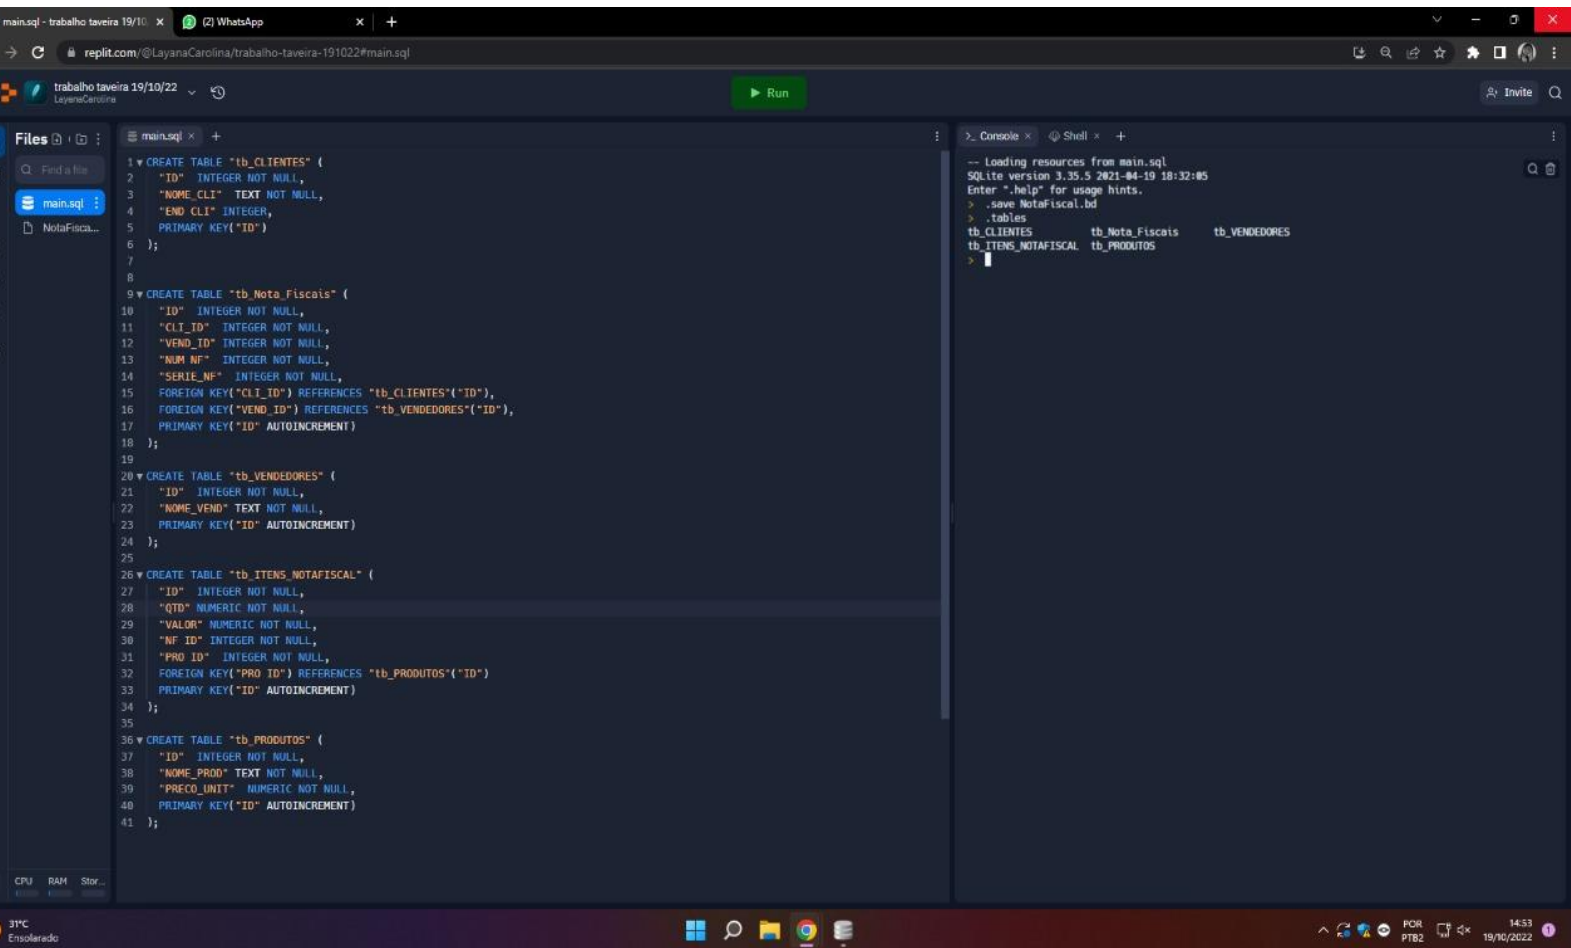 main.sql - trabalho taveira 19/10
(2) WhatsApp
replit.com/@LayanaCarolina/trabalho-taveira-191022#main.sql
trabalho taveira 19/10/22
LayanaCarolina
Run
Invite
Files
Find a file
main.sql
NotaFisca...
main.sql
1 CREATE TABLE "tb_CLIENTES" (
2 "ID" INTEGER NOT NULL,
3 "NOME_CLI" TEXT NOT NULL,
4 "END CLI" INTEGER,
5 PRIMARY KEY("ID")
6 );
7
8
9 CREATE TABLE "tb_Nota_Fiscais" (
10 "ID" INTEGER NOT NULL,
11 "CLI_ID" INTEGER NOT NULL,
12 "VEND_ID" INTEGER NOT NULL,
13 "NUM NF" INTEGER NOT NULL,
14 "SERIE_NF" INTEGER NOT NULL,
15 FOREIGN KEY("CLI_ID") REFERENCES "tb_CLIENTES"("ID"),
16 FOREIGN KEY("VEND_ID") REFERENCES "tb_VENDEDORES"("ID"),
17 PRIMARY KEY("ID" AUTOINCREMENT)
18 );
19
20 CREATE TABLE "tb_VENDEDORES" (
21 "ID" INTEGER NOT NULL,
22 "NOME_VEND" TEXT NOT NULL,
23 PRIMARY KEY("ID" AUTOINCREMENT)
24 );
25
26 CREATE TABLE "tb_ITENS_NOTAFISCAL" (
27 "ID" INTEGER NOT NULL,
28 "QTD" NUMERIC NOT NULL,
29 "VALOR" NUMERIC NOT NULL,
30 "NF ID" INTEGER NOT NULL,
31 "PRO ID" INTEGER NOT NULL,
32 FOREIGN KEY("PRO ID") REFERENCES "tb_PRODUTOS"("ID")
33 PRIMARY KEY("ID" AUTOINCREMENT)
34 );
35
36 CREATE TABLE "tb_PRODUTOS" (
37 "ID" INTEGER NOT NULL,
38 "NOME_PROD" TEXT NOT NULL,
39 "PRECO_UNIT" NUMERIC NOT NULL,
40 PRIMARY KEY("ID" AUTOINCREMENT)
41 );
Console
Shell
-- Loading resources from main.sql
SQLite version 3.35.5 2021-04-19 18:32:05
Enter ".help" for usage hints.
> .save NotaFiscal.bd
> .tables
tb_CLIENTES tb_Nota_Fiscais tb_VENDEDORES
tb_ITENS_NOTAFISCAL tb_PRODUTOS
>
CPU RAM Stor...
31°C
Ensolarado
POR
PTB2
14:53
19/10/2022
1